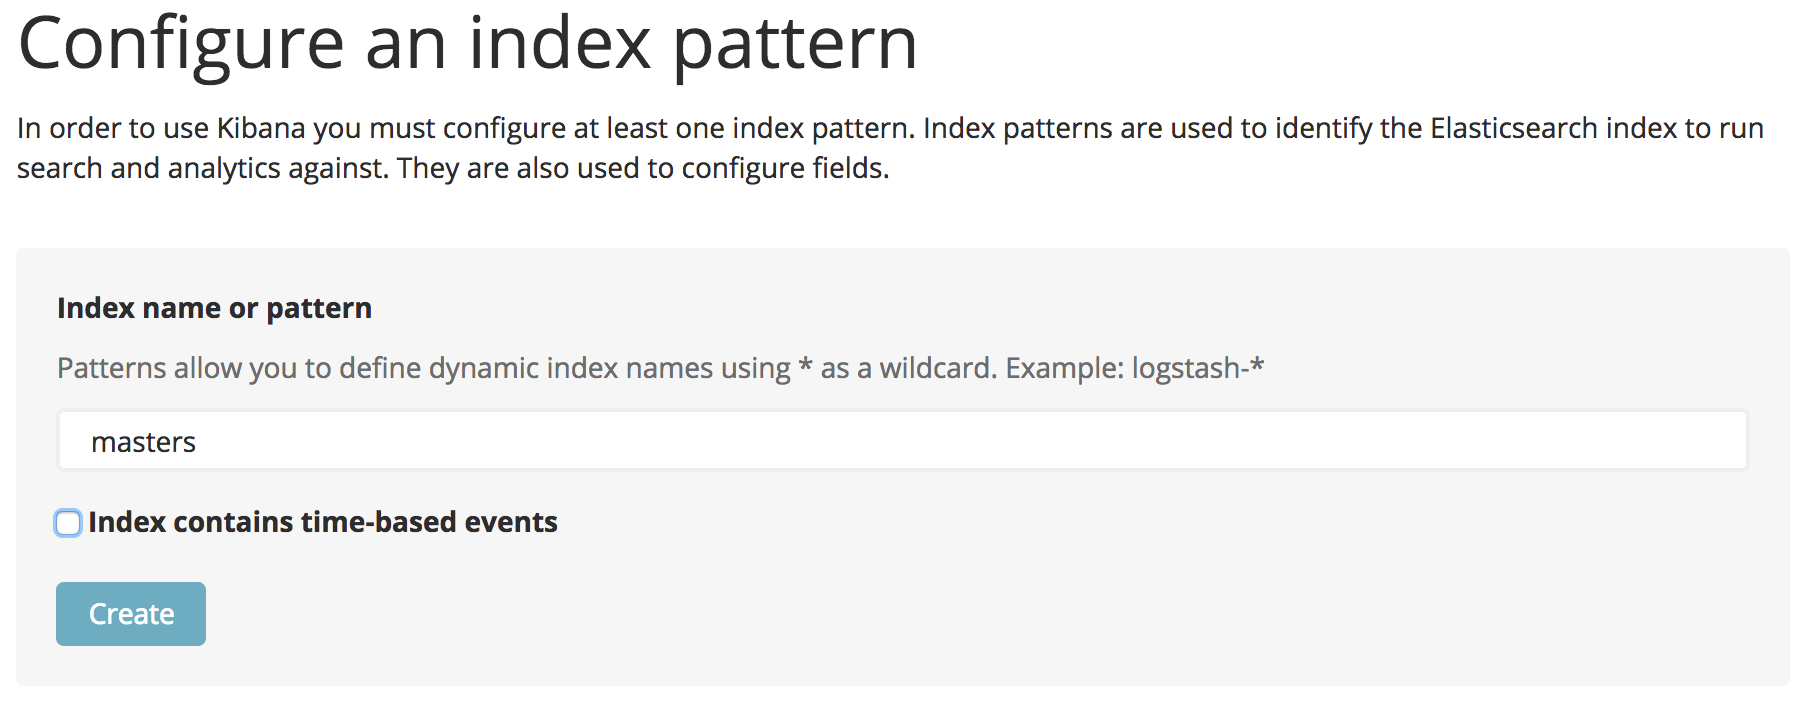 Configure an index pattern
In order to use Kibana you must configure at least one index pattern. Index patterns are used to identify the Elasticsearch index to run
search and analytics against. They are also used to configure fields.
Index name or pattern
Patterns allow you to define dynamic index names using * as a wildcard. Example: logstash-*
masters
Index contains time-based events
Create